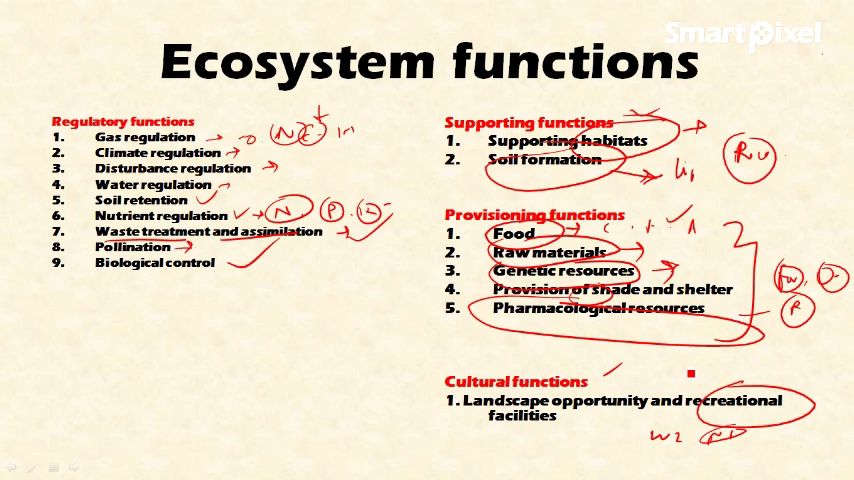 SmartPixel
Ecosystem functions
Regulatory functions
1. Gas regulation
2. Climate regulation
3. Disturbance regulation
4. Water regulation
5. Soil retention
6. Nutrient regulation
7. Waste treatment and assimilation
8. Pollination
9. Biological control
Supporting functions
1. Supporting habitats
2. Soil formation
Provisioning functions
1. Food
2. Raw materials
3. Genetic resources
4. Provision of shade and shelter
5. Pharmacological resources
Cultural functions
1. Landscape opportunity and recreational
facilities